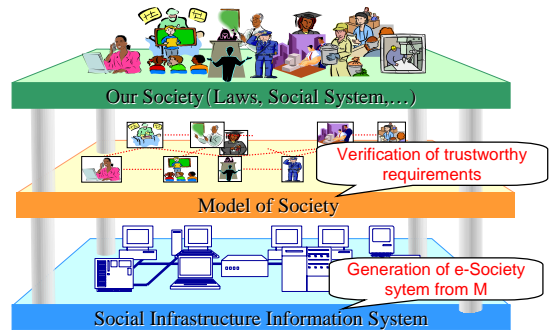 Our Society(Laws, Social System,…)
Verification of trustworthy
requirements
Model of Society
Generation of e-Society
sytem from M
Social Infrastructure Information System